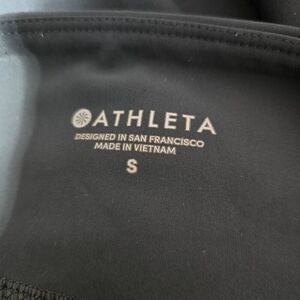 ATHLETA
DESIGNED IN SAN FRANCISCO
MADE IN VIETNAM
S